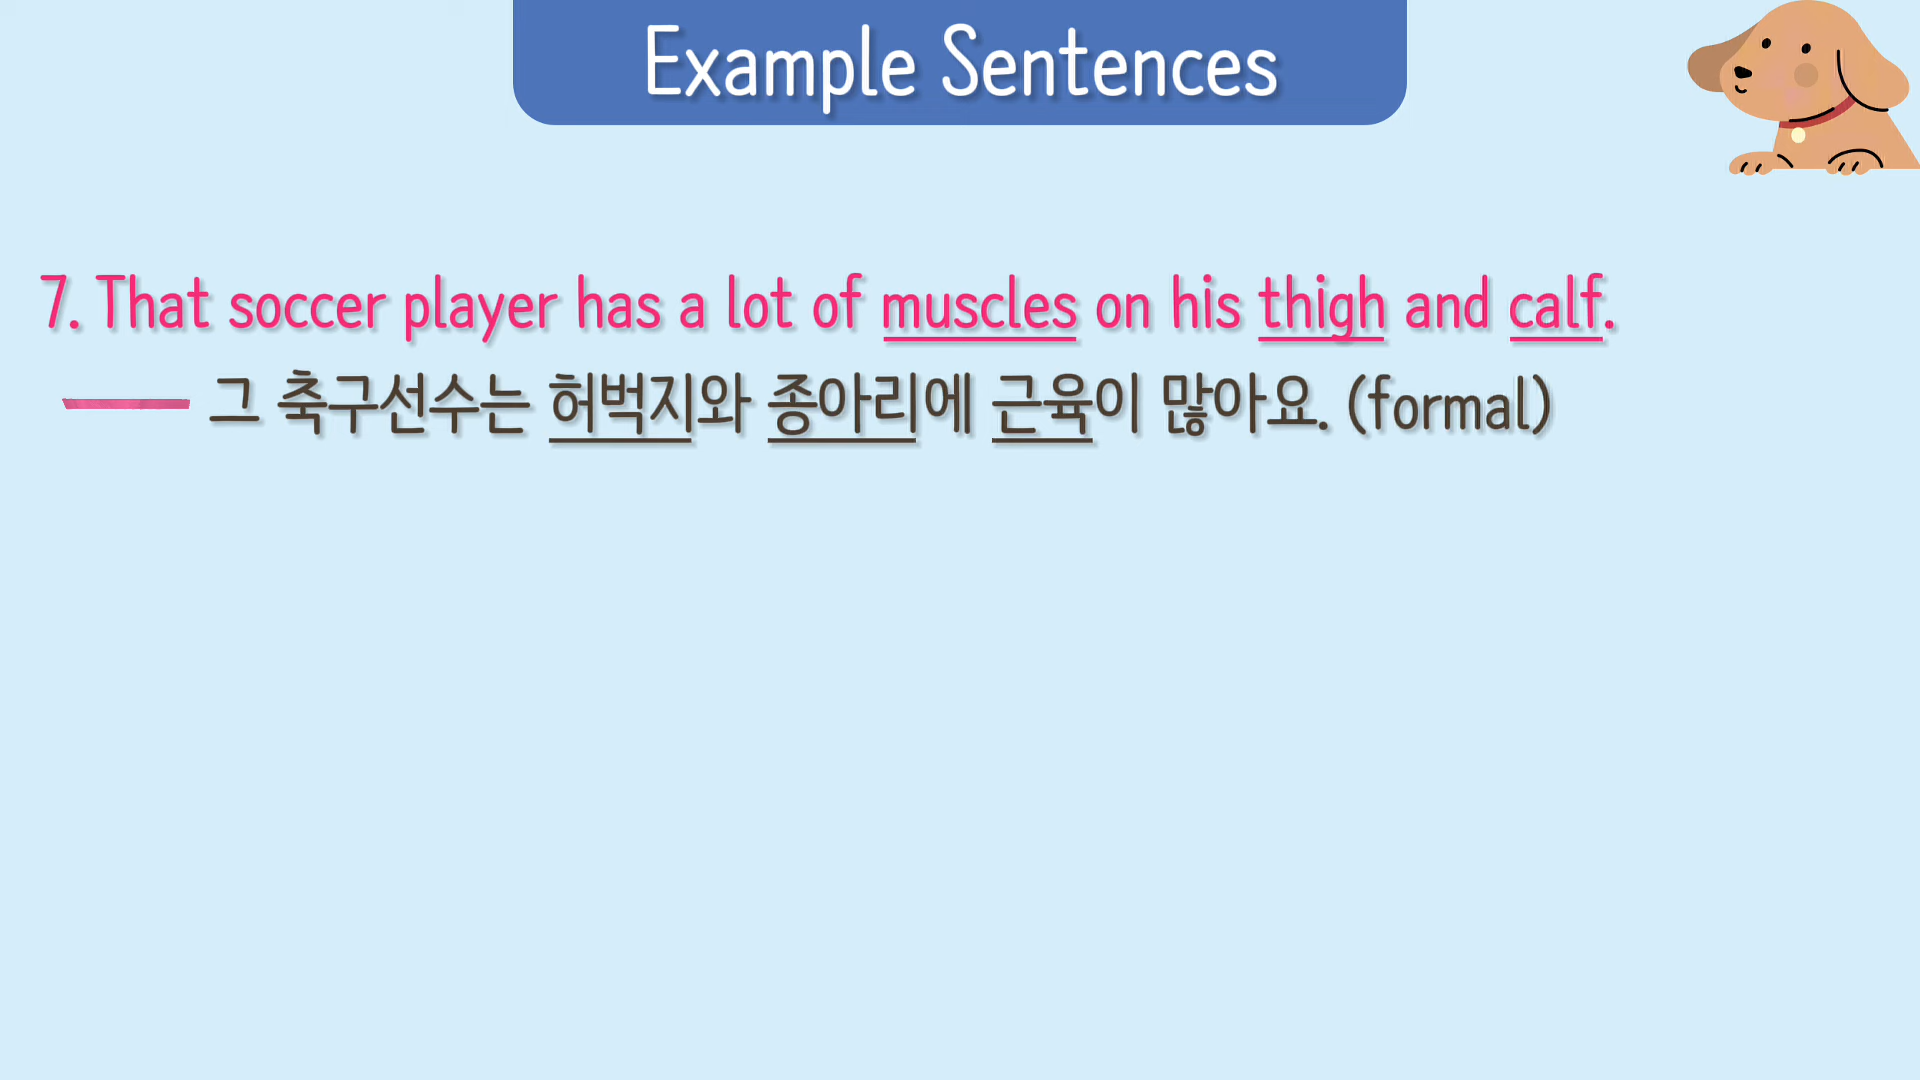 Example Sentences
7. That soccer player has a lot of muscles on his thigh and calf.
그 축구선수는 허벅지와 종아리에 근육이 많아요. (formal)